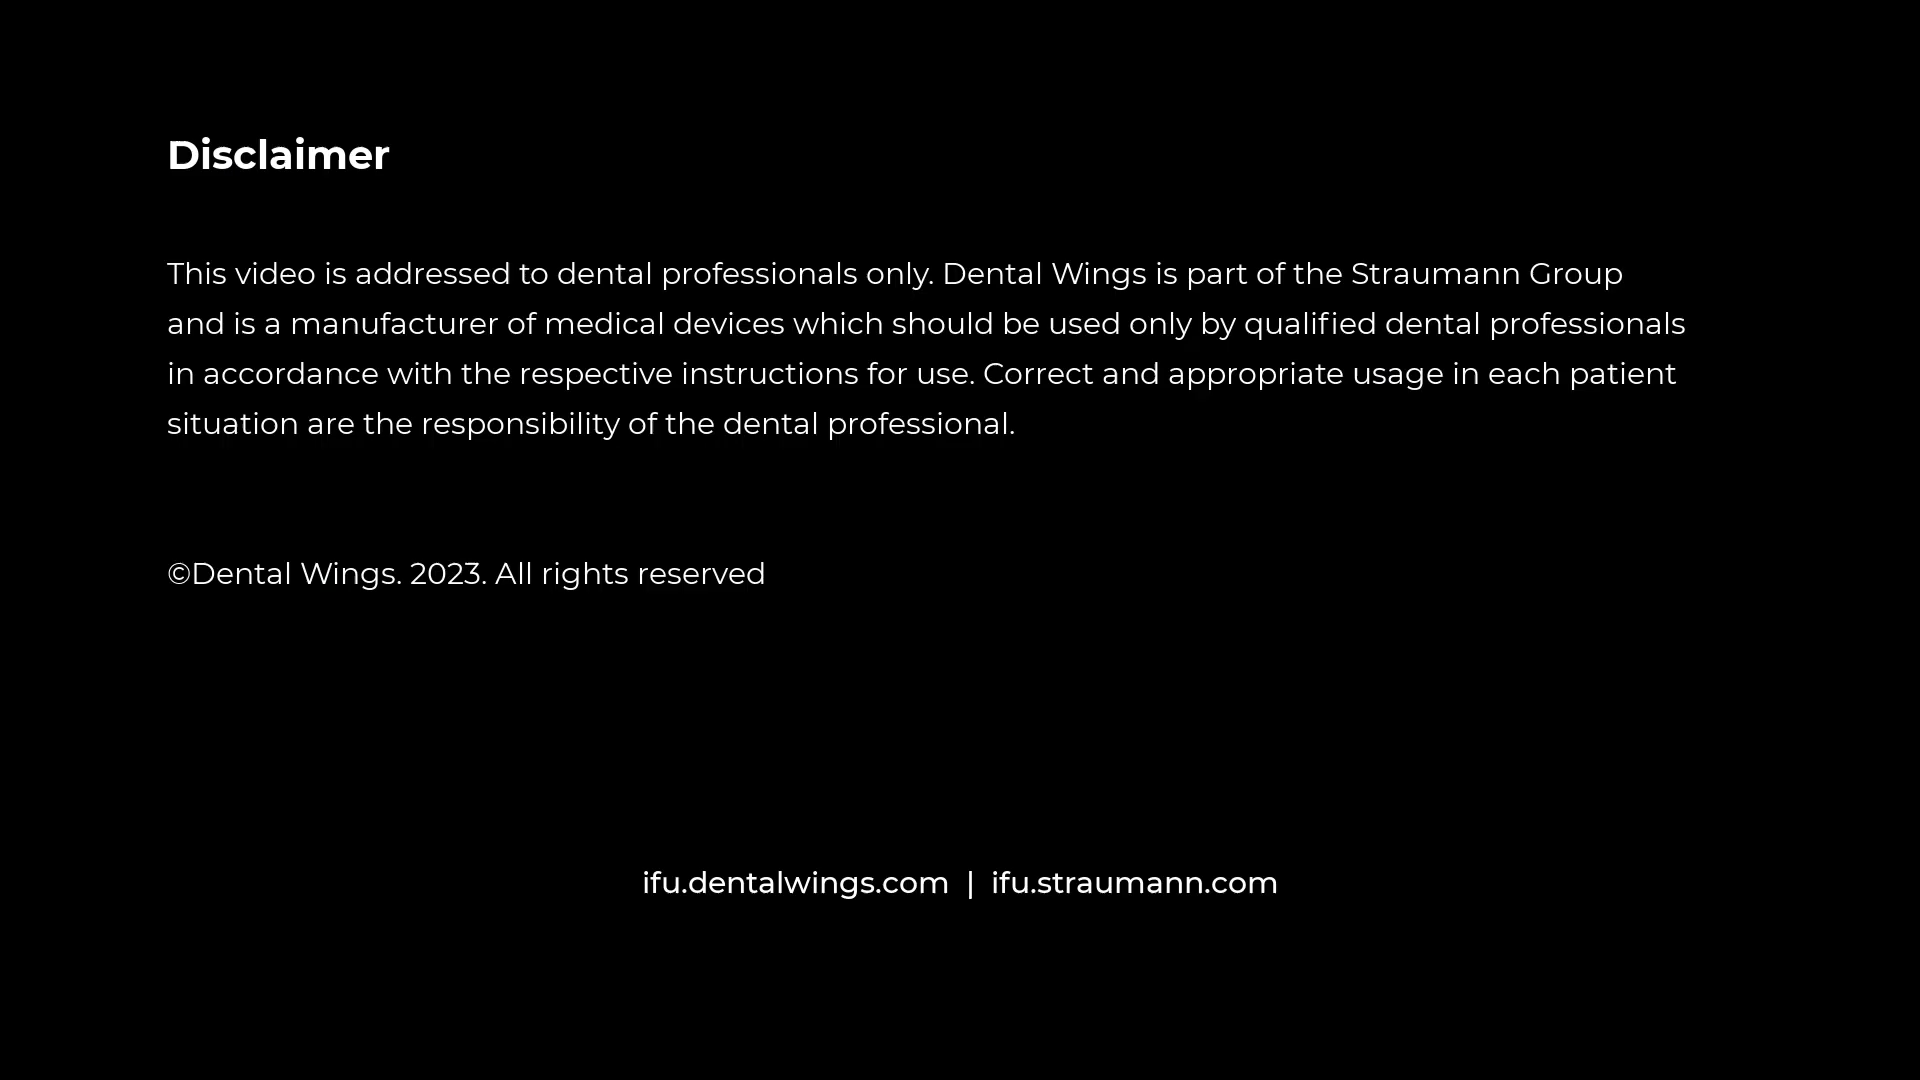 Disclaimer
This video is addressed to dental professionals only. Dental Wings is part of the Straumann Group
and is a manufacturer of medical devices which should be used only by qualified dental professionals
in accordance with the respective instructions for use. Correct and appropriate usage in each patient
situation are the responsibility of the dental professional.
©Dental Wings. 2023. All rights reserved
ifu.dentalwings.com | ifu.straumann.com